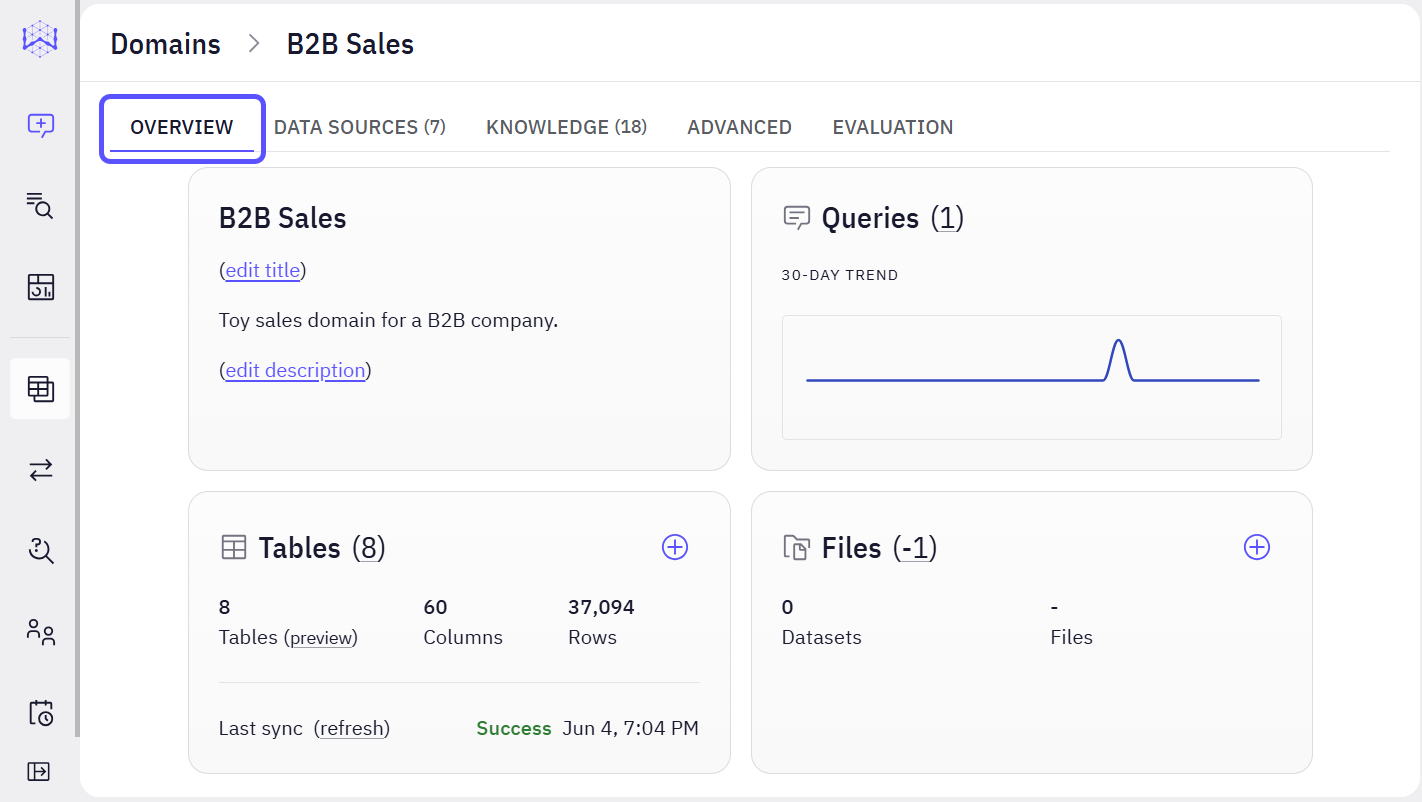 Domains > B2B Sales
OVERVIEW DATA SOURCES (7) KNOWLEDGE (18) ADVANCED EVALUATION
B2B Sales
(edit title)
Toy sales domain for a B2B company.
(edit description)
Queries (1)
30-DAY TREND
Tables (8)
8 60 37,094
Tables (preview) Columns Rows
Last sync (refresh) Success Jun 4, 7:04 PM
Files (-1)
0 -
Datasets Files